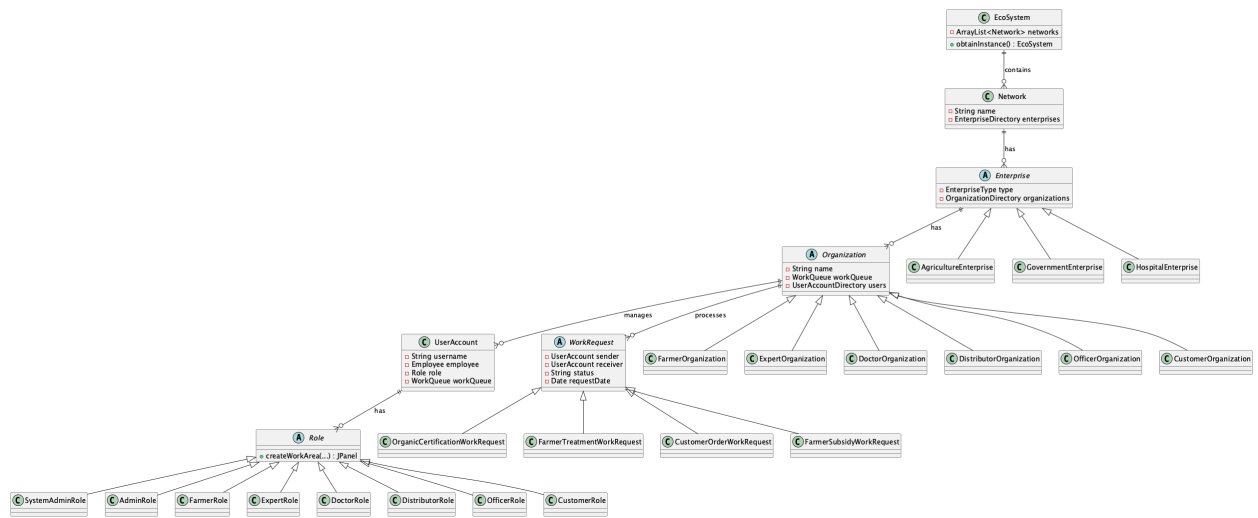 C EcoSystem
ArrayList<Network> networks
obtainInstance() : EcoSystem
contains
C Network
String name
EnterpriseDirectory enterprises
has
A Enterprise
EnterpriseType type
OrganizationDirectory organizations
has
A Organization
String name
WorkQueue workQueue
UserAccountDirectory users
C AgricultureEnterprise
C GovernmentEnterprise
C HospitalEnterprise
manages
processes
C UserAccount
String username
Employee employee
Role role
WorkQueue workQueue
A WorkRequest
UserAccount sender
UserAccount receiver
String status
Date requestDate
C FarmerOrganization
C ExpertOrganization
C DoctorOrganization
C DistributorOrganization
C OfficerOrganization
C CustomerOrganization
has
A Role
createWorkArea(...) : JPanel
C OrganicCertificationWorkRequest
C FarmerTreatmentWorkRequest
C CustomerOrderWorkRequest
C FarmerSubsidyWorkRequest
C SystemAdminRole
C AdminRole
C FarmerRole
C ExpertRole
C DoctorRole
C DistributorRole
C OfficerRole
C CustomerRole